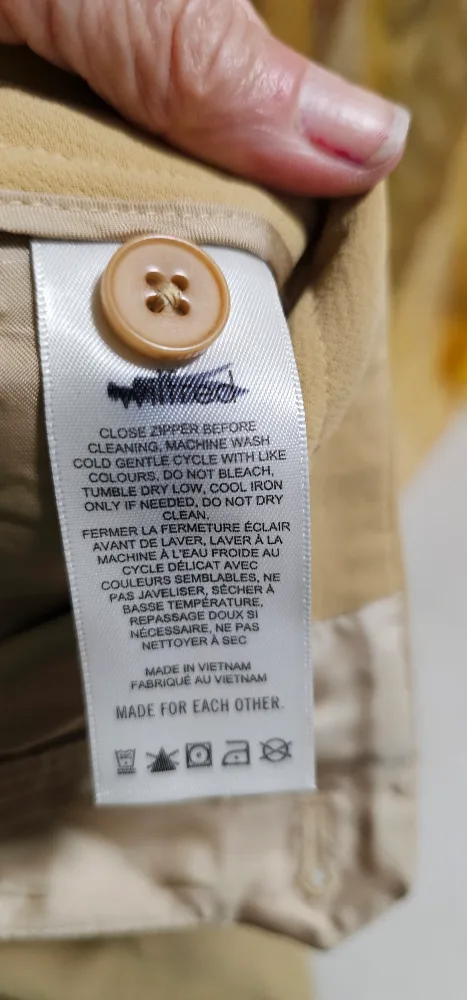 wilfred
CLOSE ZIPPER BEFORE
CLEANING, MACHINE WASH
COLD GENTLE CYCLE WITH LIKE
COLOURS, DO NOT BLEACH,
TUMBLE DRY LOW, COOL IRON
ONLY IF NEEDED, DO NOT DRY
CLEAN.
FERMER LA FERMETURE ÉCLAIR
AVANT DE LAVER, LAVER À LA
MACHINE À L'EAU FROIDE AU
CYCLE DÉLICAT AVEC
COULEURS SEMBLABLES, NE
PAS JAVELISER, SÉCHER À
BASSE TEMPÉRATURE,
REPASSAGE DOUX SI
NÉCESSAIRE, NE PAS
NETTOYER À SEC
MADE IN VIETNAM
FABRIQUÉ AU VIETNAM
MADE FOR EACH OTHER.